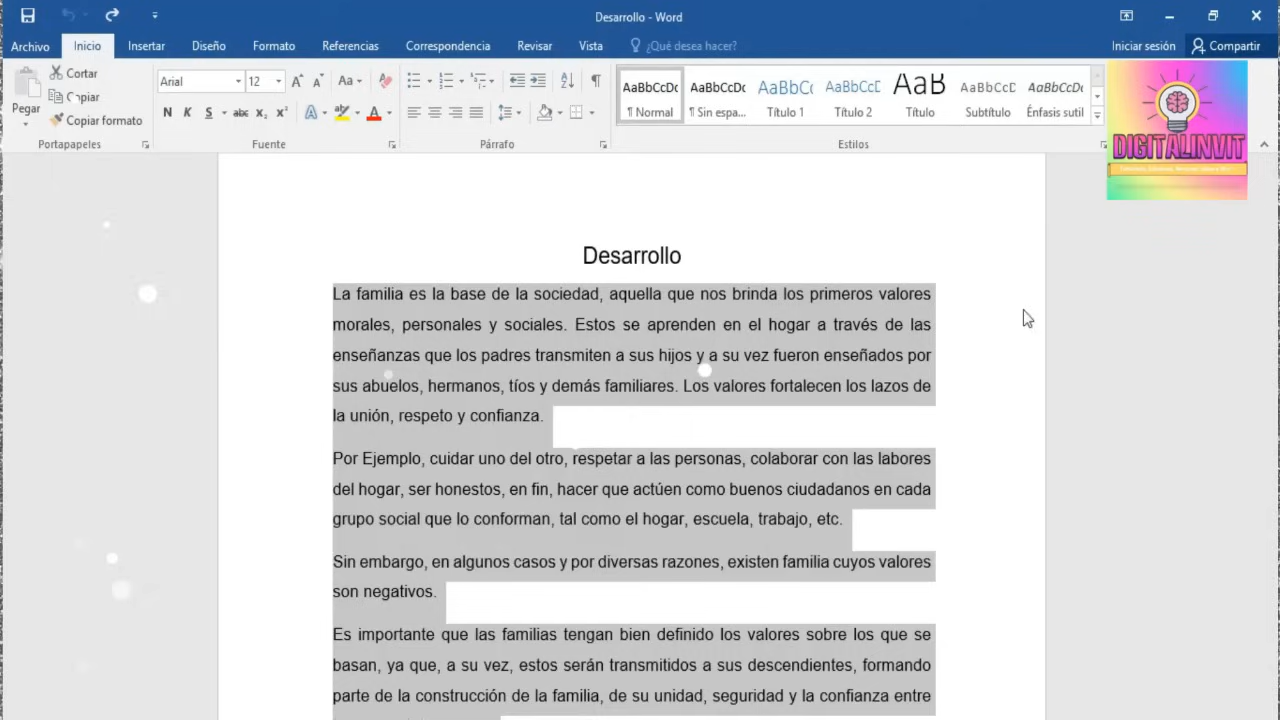 Desarrollo - Word
Archivo Inicio Insertar Diseño Formato Referencias Correspondencia Revisar Vista ¿Qué desea hacer? Iniciar sesión Compartir
Cortar
Copiar
Copiar formato
Pegar
Portapapeles
Arial 12
Fuente
Párrafo
AaBbCcDc AaBbCcDc AaBbCc AaBbCcD AaB AaBbCcD AaBbCcDc
¶ Normal ¶ Sin espa... Título 1 Título 2 Título Subtítulo Énfasis sutil
Estilos
DIGITALINVIT
Desarrollo
La familia es la base de la sociedad, aquella que nos brinda los primeros valores
morales, personales y sociales. Estos se aprenden en el hogar a través de las
enseñanzas que los padres transmiten a sus hijos y a su vez fueron enseñados por
sus abuelos, hermanos, tíos y demás familiares. Los valores fortalecen los lazos de
la unión, respeto y confianza.
Por Ejemplo, cuidar uno del otro, respetar a las personas, colaborar con las labores
del hogar, ser honestos, en fin, hacer que actúen como buenos ciudadanos en cada
grupo social que lo conforman, tal como el hogar, escuela, trabajo, etc.
Sin embargo, en algunos casos y por diversas razones, existen familia cuyos valores
son negativos.
Es importante que las familias tengan bien definido los valores sobre los que se
basan, ya que, a su vez, estos serán transmitidos a sus descendientes, formando
parte de la construcción de la familia, de su unidad, seguridad y la confianza entre